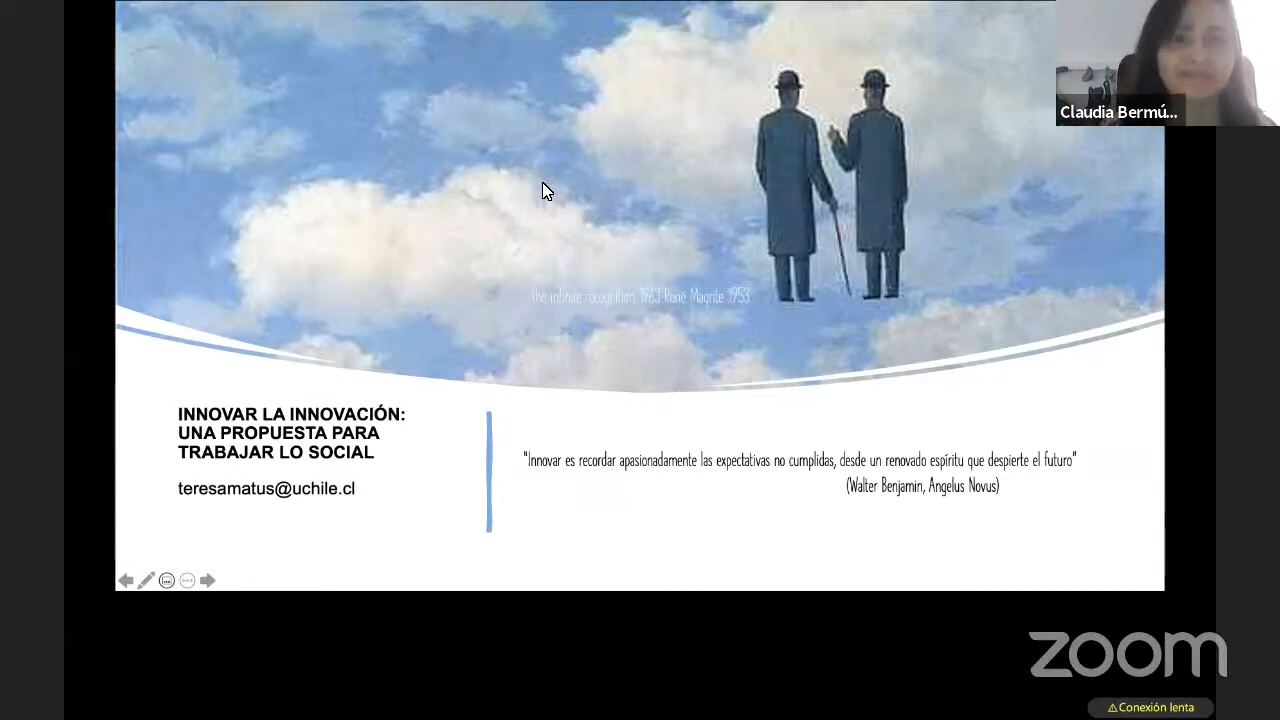 Claudia Bermú...
The infinite recognition 1963 René Magrite 1953
INNOVAR LA INNOVACIÓN:
UNA PROPUESTA PARA
TRABAJAR LO SOCIAL
teresamatus@uchile.cl
"Innovar es recordar apasionadamente las expectativas no cumplidas, desde un renovado espíritu que despierte el futuro"
(Walter Benjamin, Angelus Novus)
zoom
⚠Conexión lenta